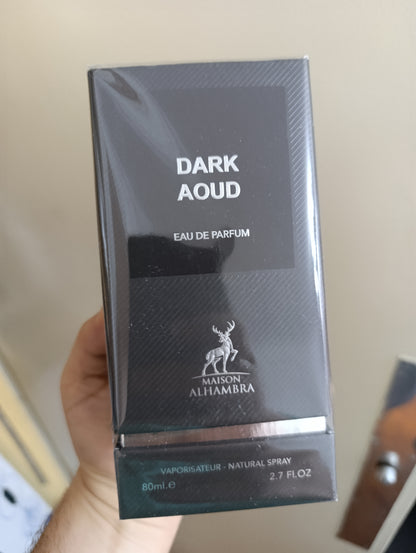 DARK
AOUD
EAU DE PARFUM
MAISON
ALHAMBRA
VAPORISATEUR - NATURAL SPRAY
80ml.e 2.7 FL.OZ